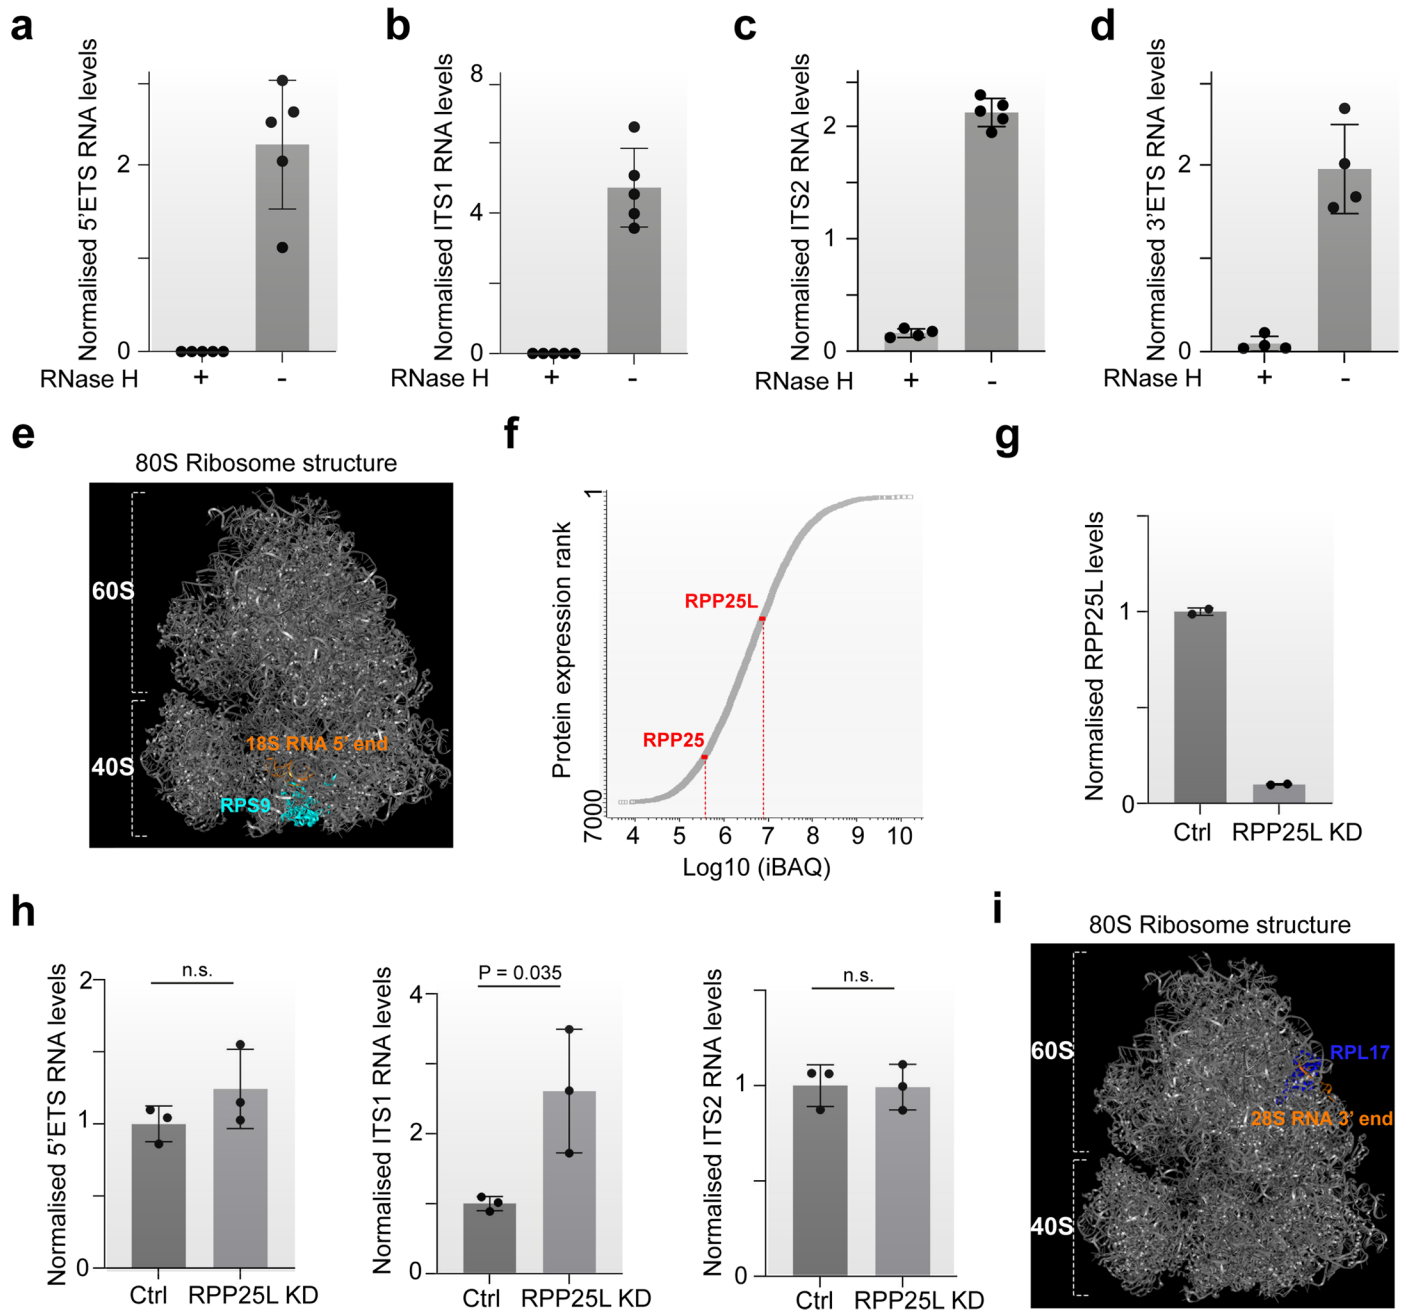 a
Normalised 5'ETS RNA levels
2
0
RNase H
+
-
b
Normalised ITS1 RNA levels
8
4
0
RNase H
+
-
c
Normalised ITS2 RNA levels
2
1
0
RNase H
+
-
d
Normalised 3'ETS RNA levels
2
0
RNase H
+
-
e
80S Ribosome structure
60S
40S
18S RNA 5' end
RPS9
f
Protein expression rank
1
7000
RPP25L
RPP25
4 5 6 7 8 9 10
Log10 (iBAQ)
g
Normalised RPP25L levels
1
0
Ctrl RPP25L KD
h
Normalised 5'ETS RNA levels
2
1
0
n.s.
Ctrl RPP25L KD
Normalised ITS1 RNA levels
4
2
0
P = 0.035
Ctrl RPP25L KD
Normalised ITS2 RNA levels
1
0
n.s.
Ctrl RPP25L KD
i
80S Ribosome structure
60S
40S
RPL17
28S RNA 3' end